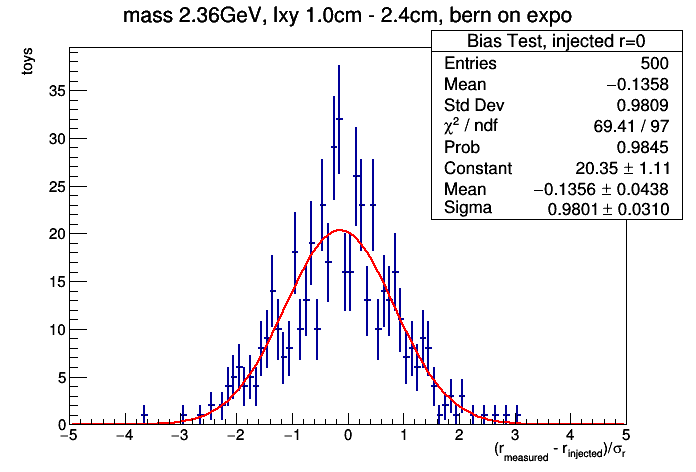 mass 2.36GeV, lxy 1.0cm - 2.4cm, bern on expo
Bias Test, injected r=0
Entries 500
Mean −0.1358
Std Dev 0.9809
χ² / ndf 69.41 / 97
Prob 0.9845
Constant 20.35 ± 1.11
Mean −0.1356 ± 0.0438
Sigma 0.9801 ± 0.0310
toys
35
30
25
20
15
10
5
0
−5 −4 −3 −2 −1 0 1 2 3 4 5
(r_measured - r_injected)/σ_r